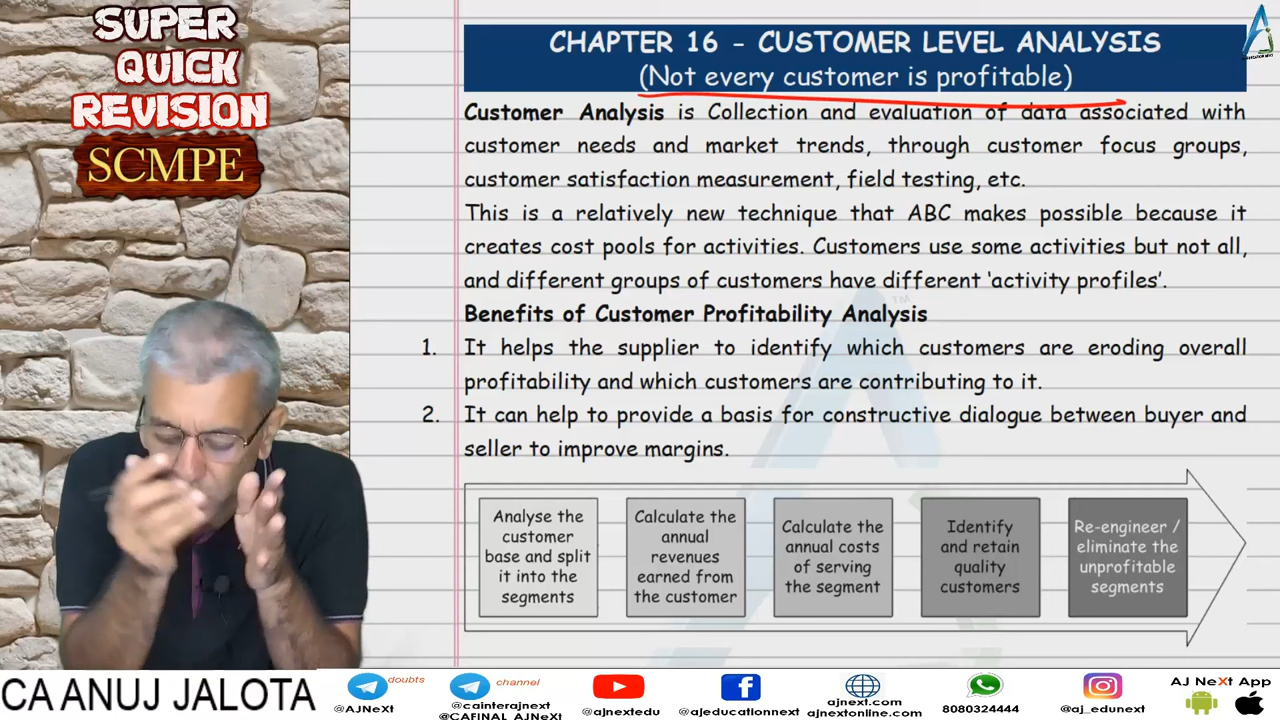 SUPER
QUICK
REVISION
SCMPE
CHAPTER 16 - CUSTOMER LEVEL ANALYSIS
(Not every customer is profitable)
Customer Analysis is Collection and evaluation of data associated with
customer needs and market trends, through customer focus groups,
customer satisfaction measurement, field testing, etc.
This is a relatively new technique that ABC makes possible because it
creates cost pools for activities. Customers use some activities but not all,
and different groups of customers have different 'activity profiles'.
Benefits of Customer Profitability Analysis
1. It helps the supplier to identify which customers are eroding overall
profitability and which customers are contributing to it.
2. It can help to provide a basis for constructive dialogue between buyer and
seller to improve margins.
Analyse the
customer
base and split
it into the
segments
Calculate the
annual
revenues
earned from
the customer
Calculate the
annual costs
of serving
the segment
Identify
and retain
quality
customers
Re-engineer /
eliminate the
unprofitable
segments
TM
CA ANUJ JALOTA
doubts
@AJNeXt
channel
@cainterajnext
@CAFINAL_AJNeXt
@ajnextedu
@ajeducationnext
ajnext.com
ajnextonline.com
8080324444
@aj_edunext
AJ NeXt App